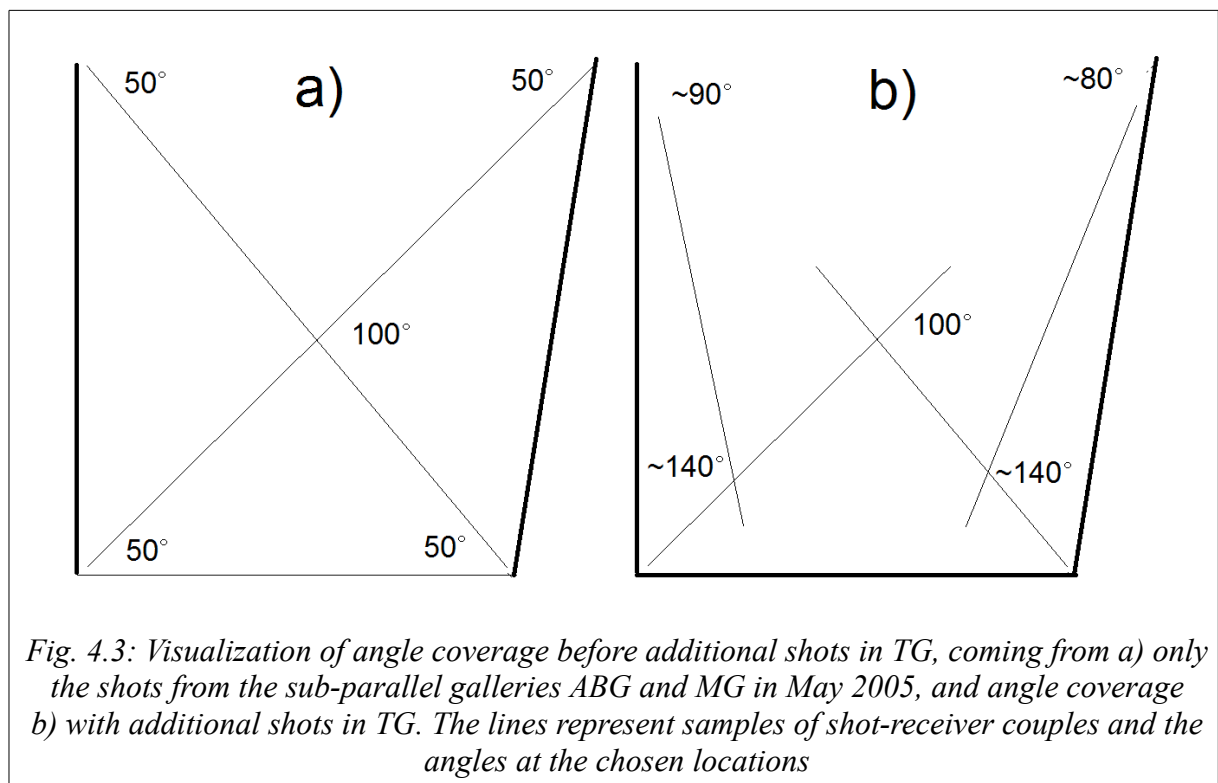 50°
a)
50°
100°
50°
50°
~90°
b)
~80°
100°
~140°
~140°
Fig. 4.3: Visualization of angle coverage before additional shots in TG, coming from a) only
the shots from the sub-parallel galleries ABG and MG in May 2005, and angle coverage
b) with additional shots in TG. The lines represent samples of shot-receiver couples and the
angles at the chosen locations